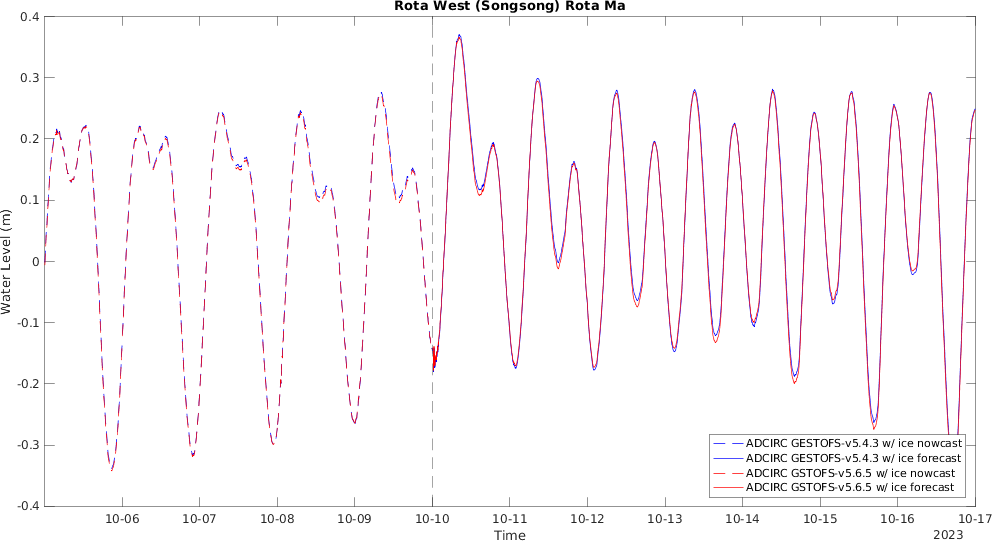 Rota West (Songsong) Rota Ma
0.4
0.3
0.2
0.1
0
-0.1
-0.2
-0.3
-0.4
Water Level (m)
ADCIRC GESTOFS-v5.4.3 w/ ice nowcast
ADCIRC GESTOFS-v5.4.3 w/ ice forecast
ADCIRC GSTOFS-v5.6.5 w/ ice nowcast
ADCIRC GSTOFS-v5.6.5 w/ ice forecast
10-06 10-07 10-08 10-09 10-10 10-11 10-12 10-13 10-14 10-15 10-16 10-17
Time
2023